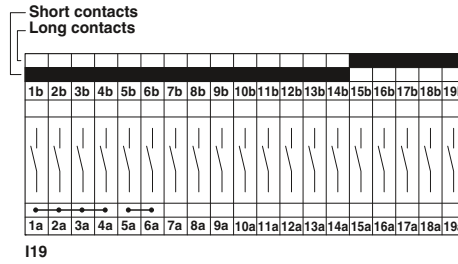 Short contacts
Long contacts
1b 2b 3b 4b 5b 6b 7b 8b 9b 10b 11b 12b 13b 14b 15b 16b 17b 18b 19b
1a 2a 3a 4a 5a 6a 7a 8a 9a 10a 11a 12a 13a 14a 15a 16a 17a 18a 19a
I19